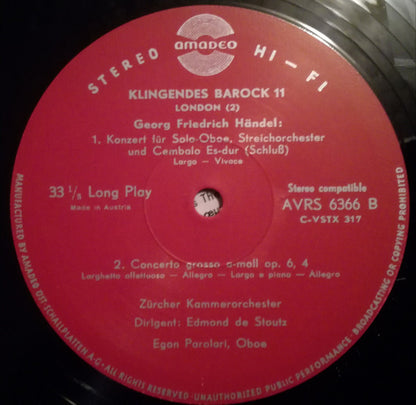 amadeo
STEREO HI-FI
KLINGENDES BAROCK 11
LONDON (2)
Georg Friedrich Händel:
1. Konzert für Solo-Oboe, Streichorchester
und Cembalo Es-dur (Schluß)
Largo — Vivace
33 1/3 Long Play
Made in Austria
Stereo compatible
AVRS 6366 B
C-VSTX 317
2. Concerto grosso a-moll op. 6, 4
Larghetto affettuoso — Allegro — Largo e piano — Allegro
Zürcher Kammerorchester
Dirigent: Edmond de Stoutz
Egon Parolari, Oboe
MANUFACTURED BY AMADEO ÖST. SCHALLPLATTEN A-G · ALL RIGHTS RESERVED - UNAUTHORIZED PUBLIC PERFORMANCE BROADCASTING OR COPYING PROHIBITED